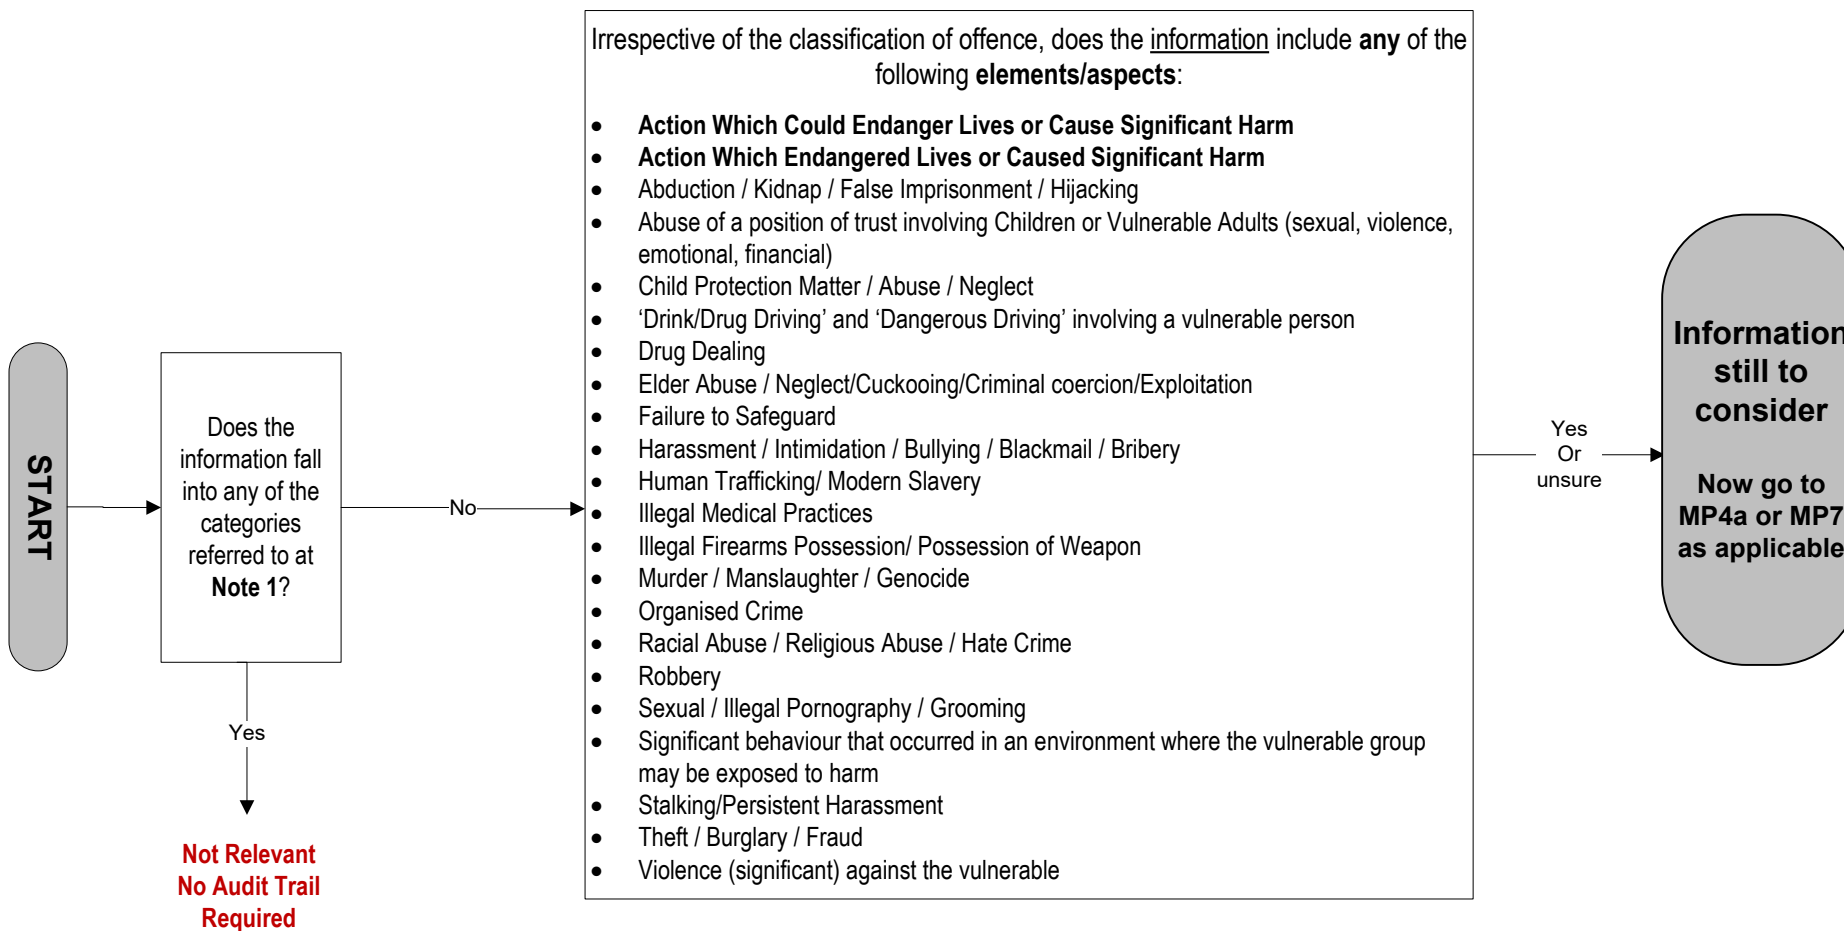 START
Does the
information fall
into any of the
categories
referred to at
Note 1?
Yes
Not Relevant
No Audit Trail
Required
No
Irrespective of the classification of offence, does the information include any of the
following elements/aspects:
• Action Which Could Endanger Lives or Cause Significant Harm
• Action Which Endangered Lives or Caused Significant Harm
• Abduction / Kidnap / False Imprisonment / Hijacking
• Abuse of a position of trust involving Children or Vulnerable Adults (sexual, violence,
emotional, financial)
• Child Protection Matter / Abuse / Neglect
• ‘Drink/Drug Driving’ and ‘Dangerous Driving’ involving a vulnerable person
• Drug Dealing
• Elder Abuse / Neglect/Cuckooing/Criminal coercion/Exploitation
• Failure to Safeguard
• Harassment / Intimidation / Bullying / Blackmail / Bribery
• Human Trafficking/ Modern Slavery
• Illegal Medical Practices
• Illegal Firearms Possession/ Possession of Weapon
• Murder / Manslaughter / Genocide
• Organised Crime
• Racial Abuse / Religious Abuse / Hate Crime
• Robbery
• Sexual / Illegal Pornography / Grooming
• Significant behaviour that occurred in an environment where the vulnerable group
may be exposed to harm
• Stalking/Persistent Harassment
• Theft / Burglary / Fraud
• Violence (significant) against the vulnerable
Yes
Or
unsure
Information
still to
consider
Now go to
MP4a or MP7
as applicable